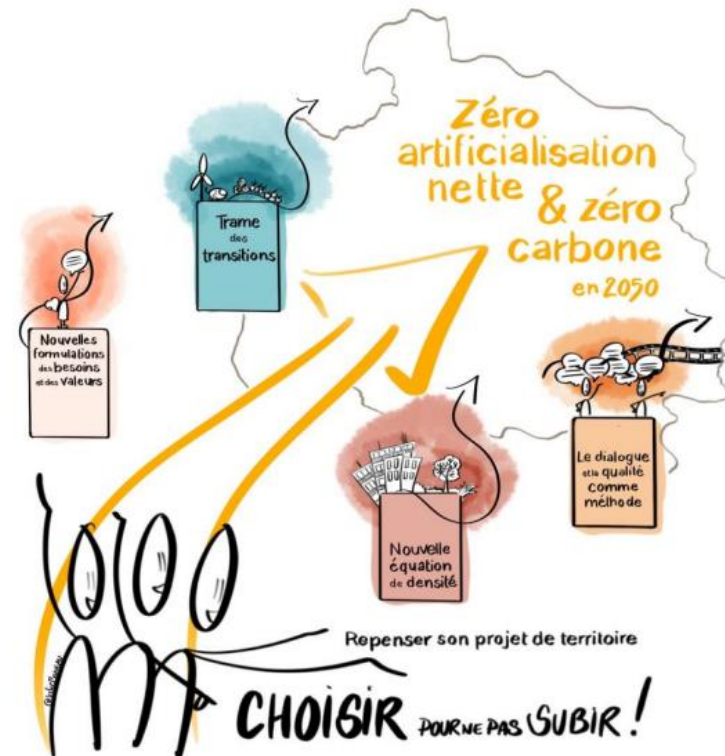 Zéro
artificialisation
nette & zéro
carbone
en 2050
Trame
des
transitions
Nouvelles
formulations
des besoins
et des valeurs
Le dialogue
et la qualité
comme
méthode
Nouvelle
équation
de densité
Repenser son projet de territoire
CHOISIR POUR NE PAS SUBIR !